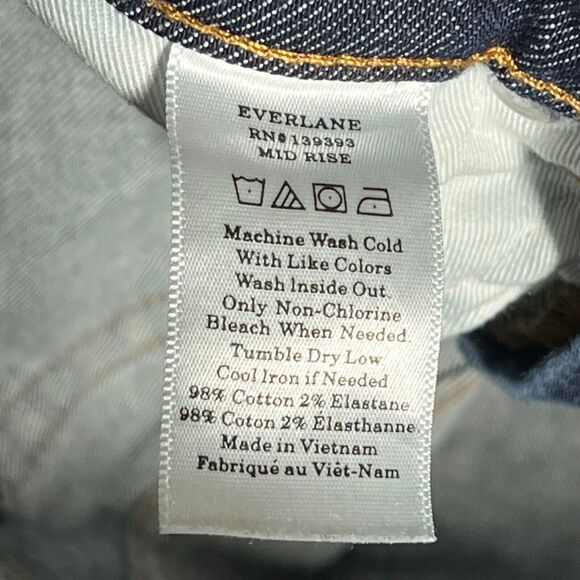 EVERLANE
RN# 139393
MID RISE
Machine Wash Cold
With Like Colors
Wash Inside Out.
Only Non-Chlorine
Bleach When Needed.
Tumble Dry Low
Cool Iron if Needed
98% Cotton 2% Elastane
98% Coton 2% Elasthanne
Made in Vietnam
Fabriqué au Viêt-Nam